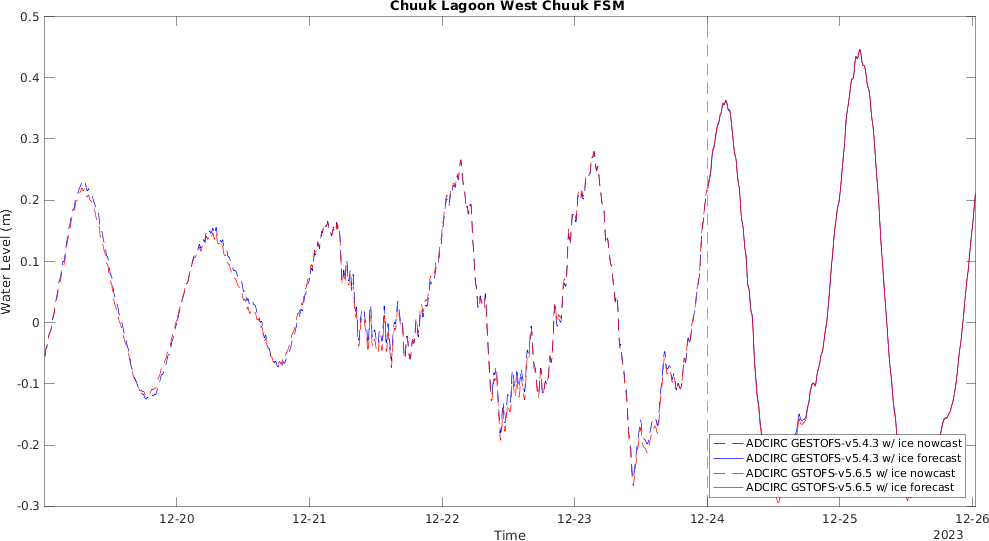 Chuuk Lagoon West Chuuk FSM
0.5
0.4
0.3
0.2
0.1
0
-0.1
-0.2
-0.3
Water Level (m)
ADCIRC GESTOFS-v5.4.3 w/ ice nowcast
ADCIRC GESTOFS-v5.4.3 w/ ice forecast
ADCIRC GSTOFS-v5.6.5 w/ ice nowcast
ADCIRC GSTOFS-v5.6.5 w/ ice forecast
12-20 12-21 12-22 12-23 12-24 12-25 12-26
Time
2023